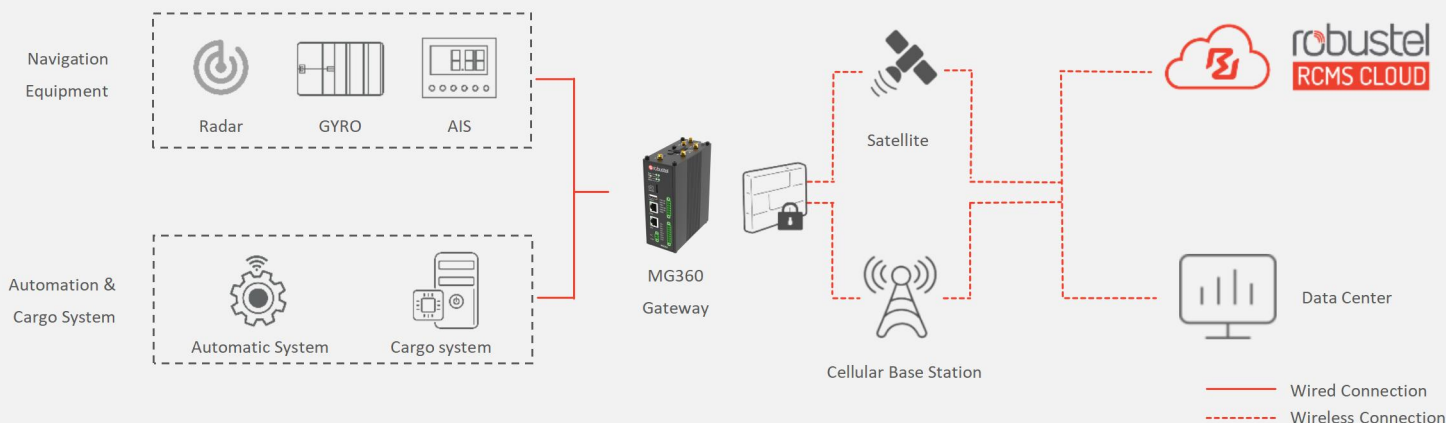 Navigation
Equipment
Radar
GYRO
AIS
Automation &
Cargo System
Automatic System
Cargo system
robustel
MG360
Gateway
Satellite
Cellular Base Station
robustel
RCMS CLOUD
Data Center
Wired Connection
Wireless Connection